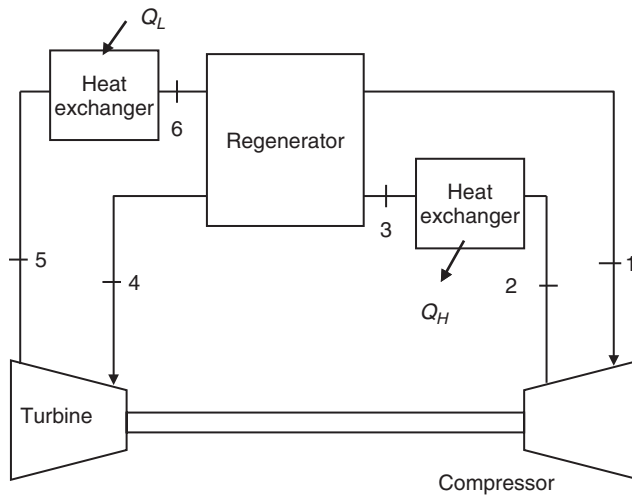 Q_L
Heat
exchanger
6
Regenerator
Heat
exchanger
3
5
4
2
1
Q_H
Turbine
Compressor